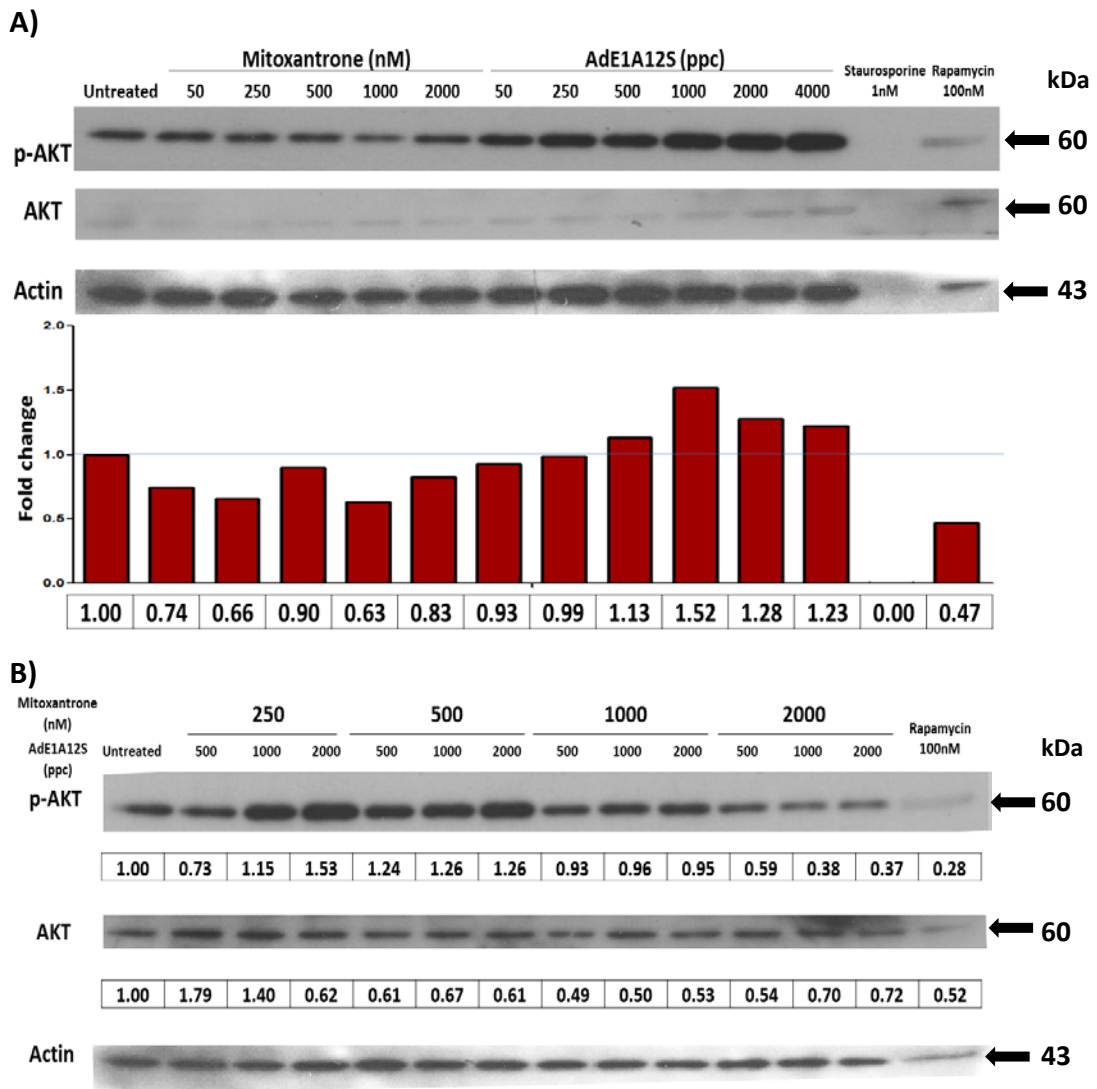 A)
Mitoxantrone (nM) AdE1A12S (ppc) Staurosporine Rapamycin kDa
Untreated 50 250 500 1000 2000 50 250 500 1000 2000 4000 1nM 100nM
p-AKT 60
AKT 60
Actin 43
2.0
1.5
1.0
0.5
0.0
Fold change
1.00 0.74 0.66 0.90 0.63 0.83 0.93 0.99 1.13 1.52 1.28 1.23 0.00 0.47
B)
Mitoxantrone (nM) 250 500 1000 2000 Rapamycin 100nM kDa
AdE1A12S (ppc) Untreated 500 1000 2000 500 1000 2000 500 1000 2000 500 1000 2000
p-AKT 60
1.00 0.73 1.15 1.53 1.24 1.26 1.26 0.93 0.96 0.95 0.59 0.38 0.37 0.28
AKT 60
1.00 1.79 1.40 0.62 0.61 0.67 0.61 0.49 0.50 0.53 0.54 0.70 0.72 0.52
Actin 43